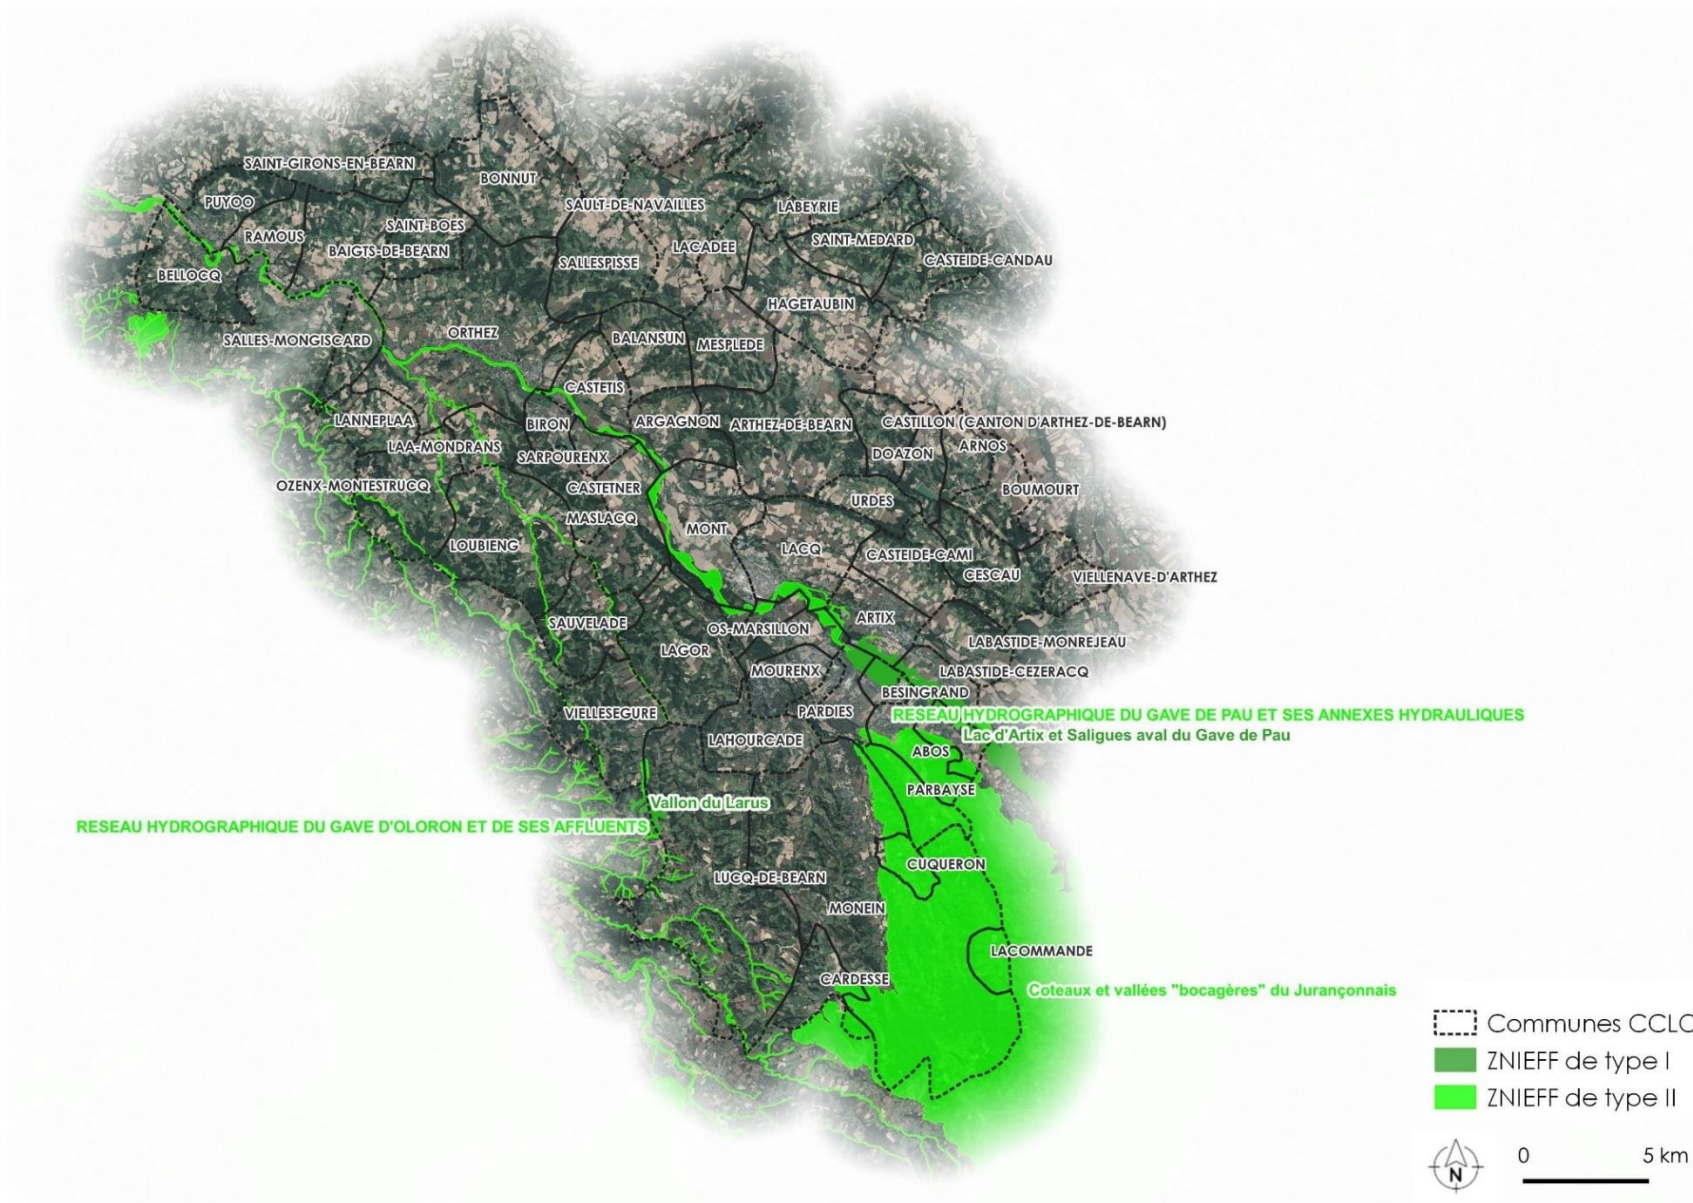 SAINT-GIRONS-EN-BEARN
BONNUT
PUYOO
SAULT-DE-NAVAILLES
LABEYRIE
SAINT-BOES
RAMOUS
BAIGTS-DE-BEARN
LACADEE
SAINT-MEDARD
SALLESPISSE
CASTEIDE-CANDAU
BELLOCQ
HAGETAUBIN
ORTHEZ
SALLES-MONGISCARD
BALANSUN
MESPLEDE
CASTETIS
LANNEPLAA
BIRON
ARGAGNON
ARTHEZ-DE-BEARN
CASTILLON (CANTON D'ARTHEZ-DE-BEARN)
LAA-MONDRANS
SARPOURENX
DOAZON
ARNOS
OZENX-MONTESTRUCQ
CASTETNER
BOUMOURT
URDES
MASLACQ
MONT
LOUBIENG
LACQ
CASTEIDE-CAMI
CESCAU
VIELLENAVE-D'ARTHEZ
SAUVELADE
OS-MARSILLON
ARTIX
LAGOR
LABASTIDE-MONREJEAU
MOURENX
LABASTIDE-CEZERACQ
BESINGRAND
VIELLESEGURE
PARDIES
RESEAU HYDROGRAPHIQUE DU GAVE DE PAU ET SES ANNEXES HYDRAULIQUES
Lac d'Artix et Saligues aval du Gave de Pau
LAHOURCADE
ABOS
PARBAYSE
Vallon du Larus
RESEAU HYDROGRAPHIQUE DU GAVE D'OLORON ET DE SES AFFLUENTS
CUQUERON
LUCQ-DE-BEARN
MONEIN
LACOMMANDE
CARDESSE
Coteaux et vallées "bocagères" du Jurançonnais
Communes CCLO
ZNIEFF de type I
ZNIEFF de type II
N
0 5 km